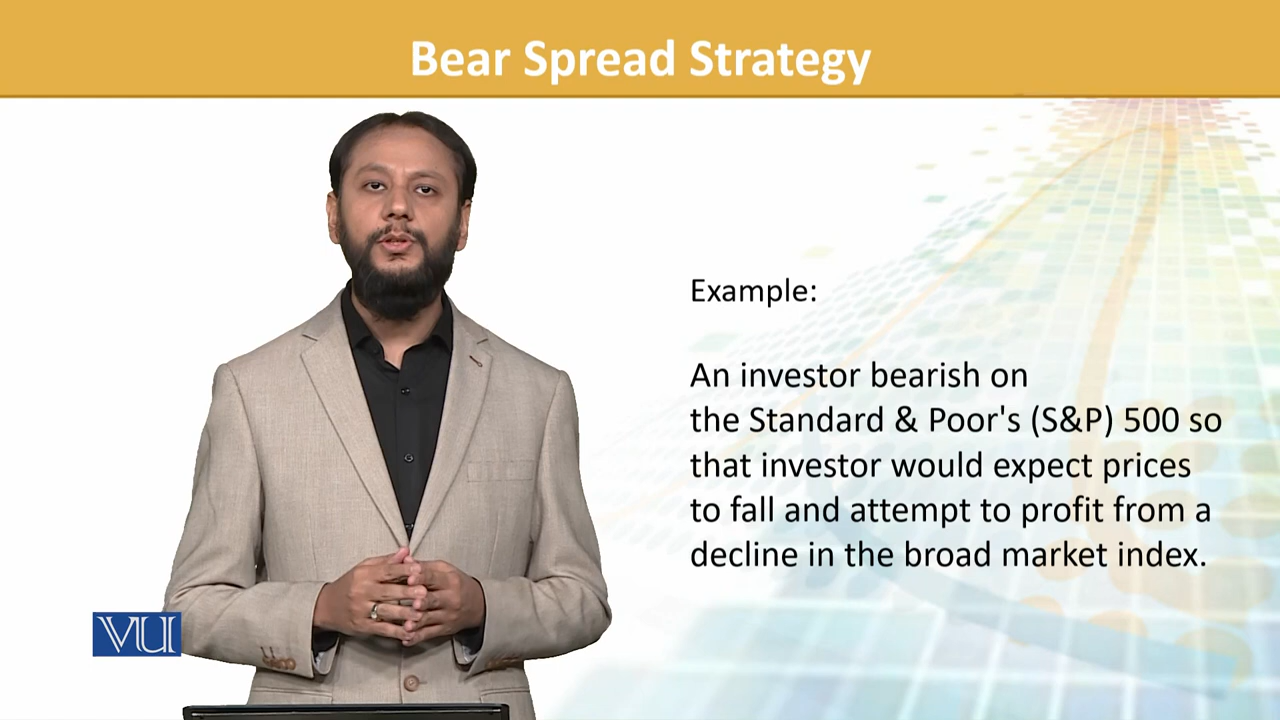 Bear Spread Strategy
Example:
An investor bearish on
the Standard & Poor's (S&P) 500 so
that investor would expect prices
to fall and attempt to profit from a
decline in the broad market index.
VU